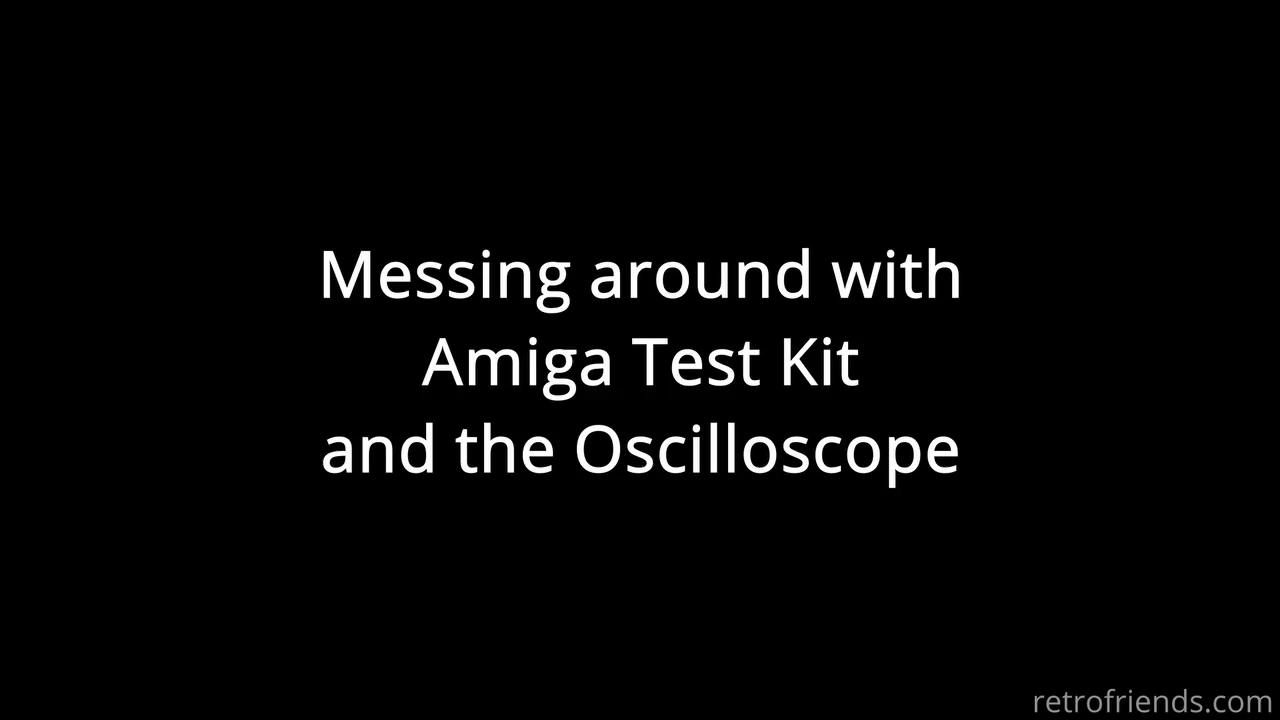 Messing around with
Amiga Test Kit
and the Oscilloscope
retrofriends.com